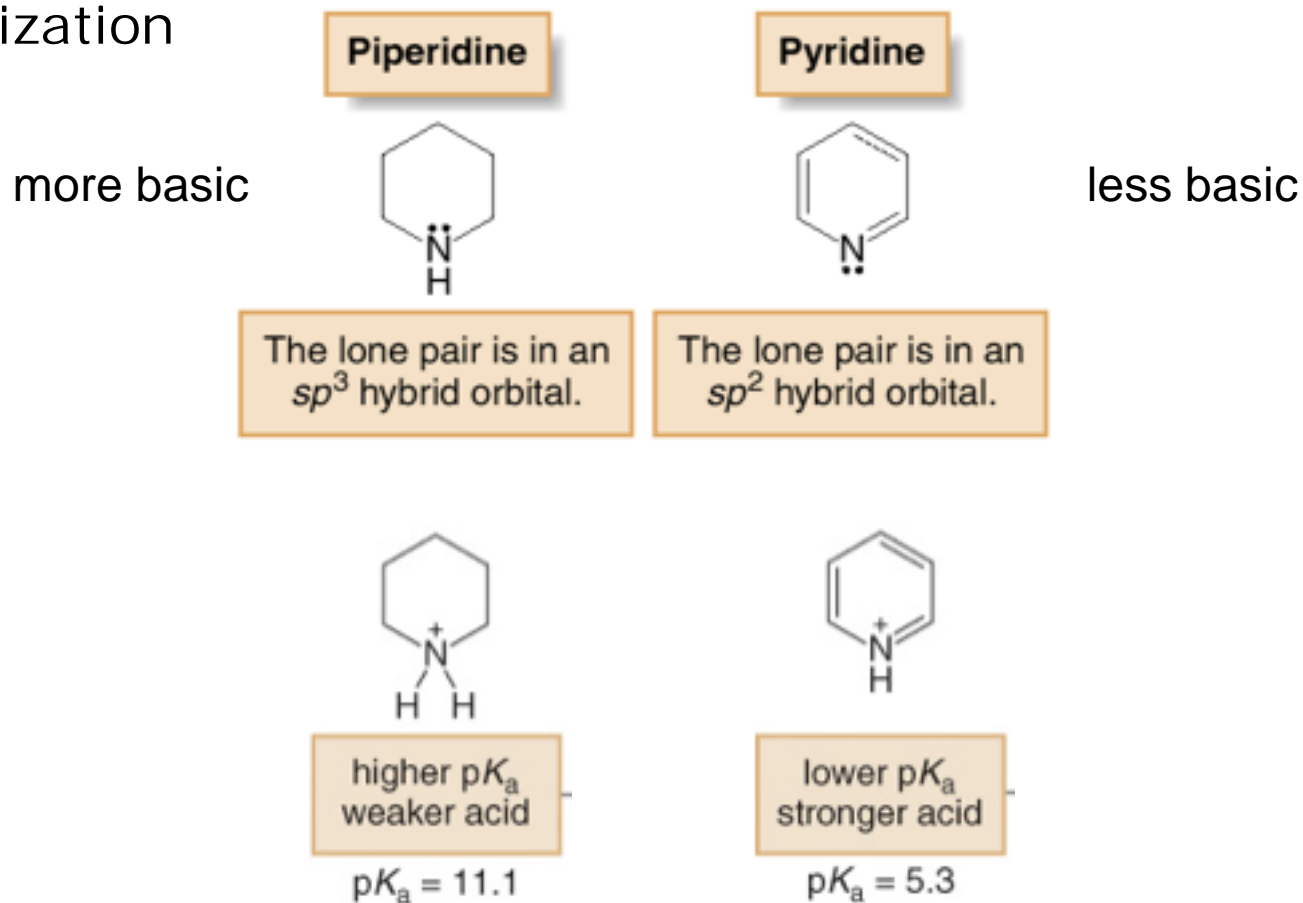 ization
Piperidine
Pyridine
more basic
less basic
N
H
N
The lone pair is in an
sp³ hybrid orbital.
The lone pair is in an
sp² hybrid orbital.
+
N
H H
+
N
H
higher pKₐ
weaker acid
lower pKₐ
stronger acid
pKₐ = 11.1
pKₐ = 5.3